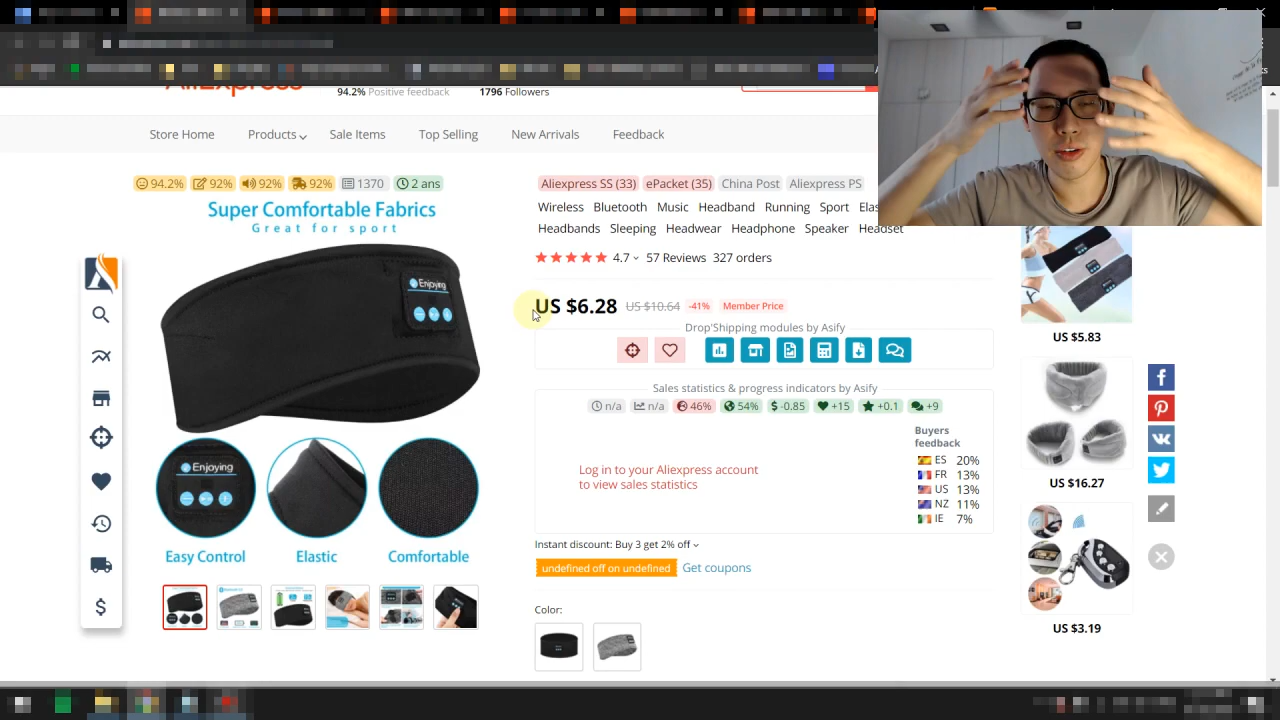 AliExpress
94.2% Positive feedback 1796 Followers
Store Home Products Sale Items Top Selling New Arrivals Feedback
94.2% 92% 92% 92% 1370 2 ans
Super Comfortable Fabrics
Great for sport
Enjoying
Enjoying
Easy Control Elastic Comfortable
Aliexpress SS (33) ePacket (35) China Post Aliexpress PS
Wireless Bluetooth Music Headband Running Sport Elas
Headbands Sleeping Headwear Headphone Speaker Headset
4.7 57 Reviews 327 orders
US $6.28 US $10.64 -41% Member Price
Drop'Shipping modules by Asify
Sales statistics & progress indicators by Asify
n/a n/a 46% 54% $ -0.85 +15 +0.1 +9
Buyers
feedback
ES 20%
FR 13%
US 13%
NZ 11%
IE 7%
Log in to your Aliexpress account
to view sales statistics
Instant discount: Buy 3 get 2% off
undefined off on undefined Get coupons
Color:
US $5.83
US $16.27
US $3.19